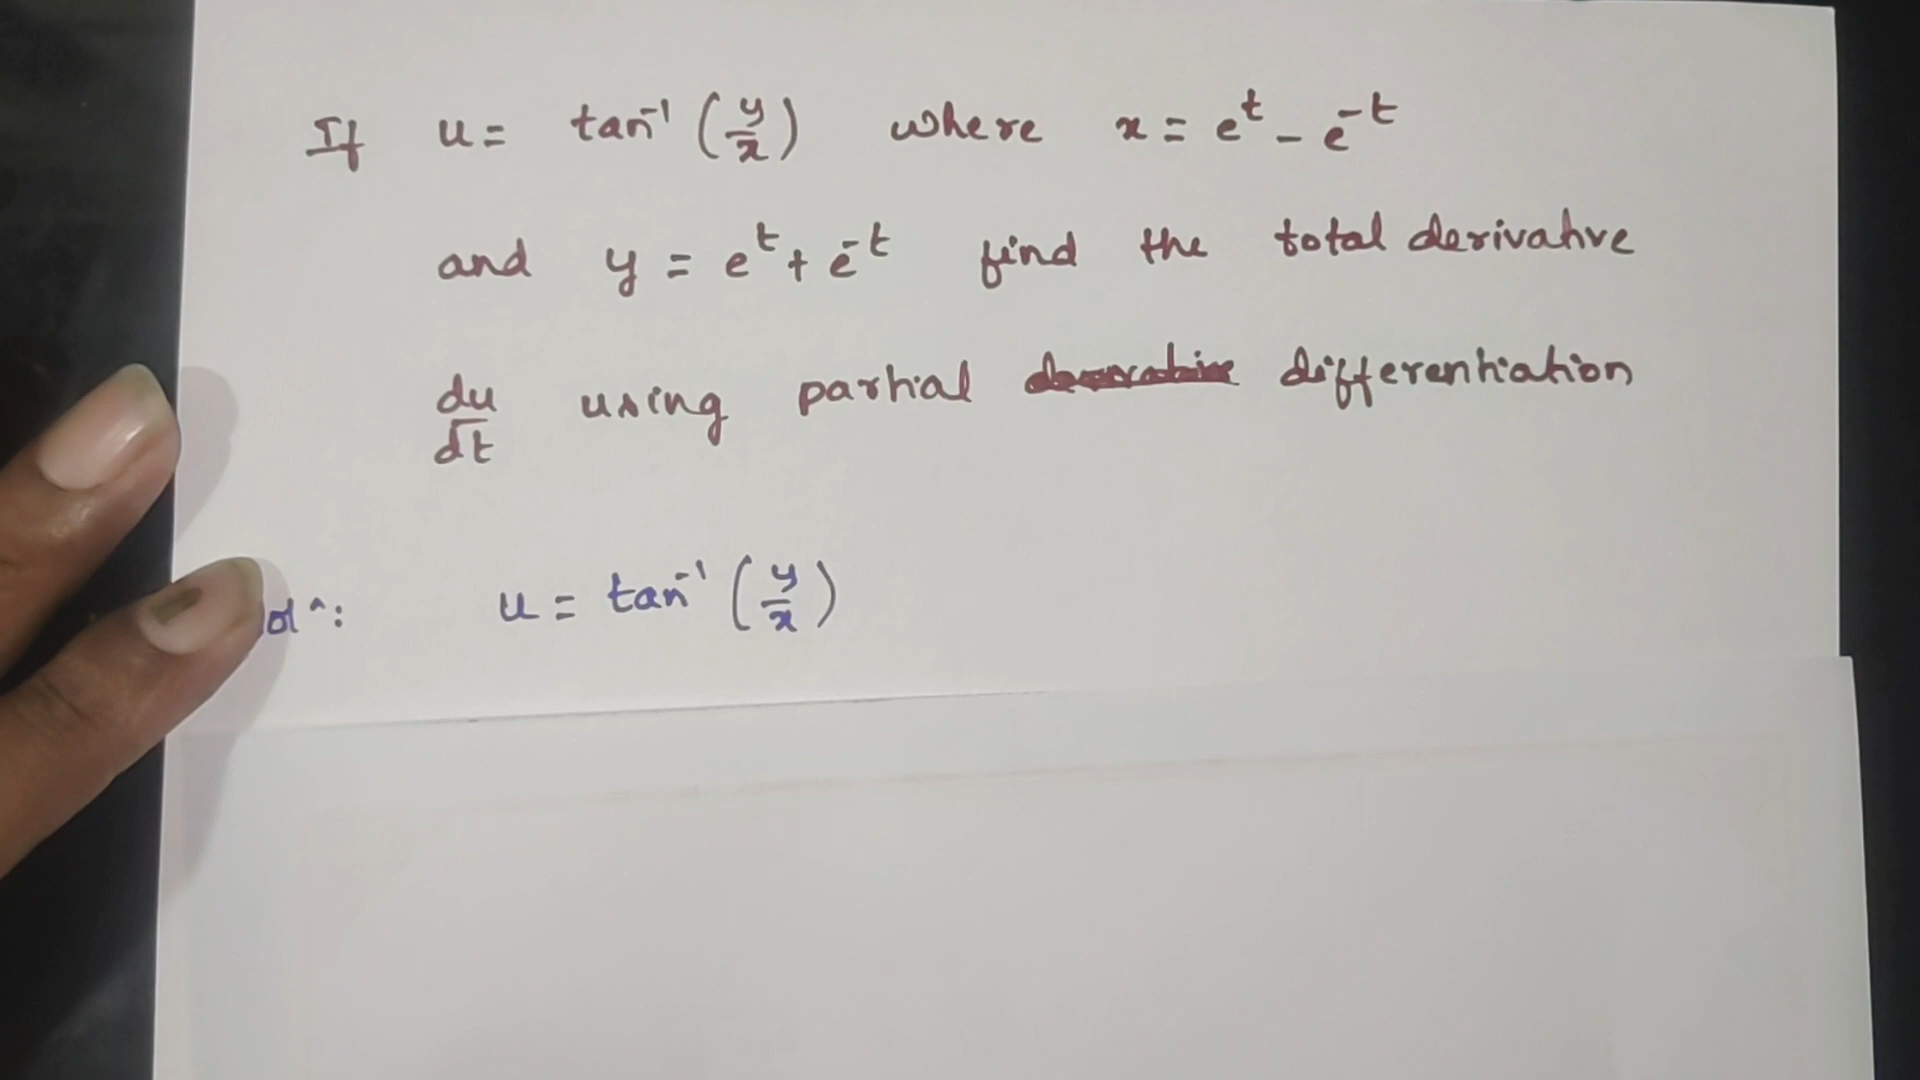 If u = tan⁻¹ (y/x) where x = eᵗ - e⁻ᵗ
and y = eᵗ + e⁻ᵗ find the total derivative
du/dt using partial differentiation
u = tan⁻¹ (y/x)